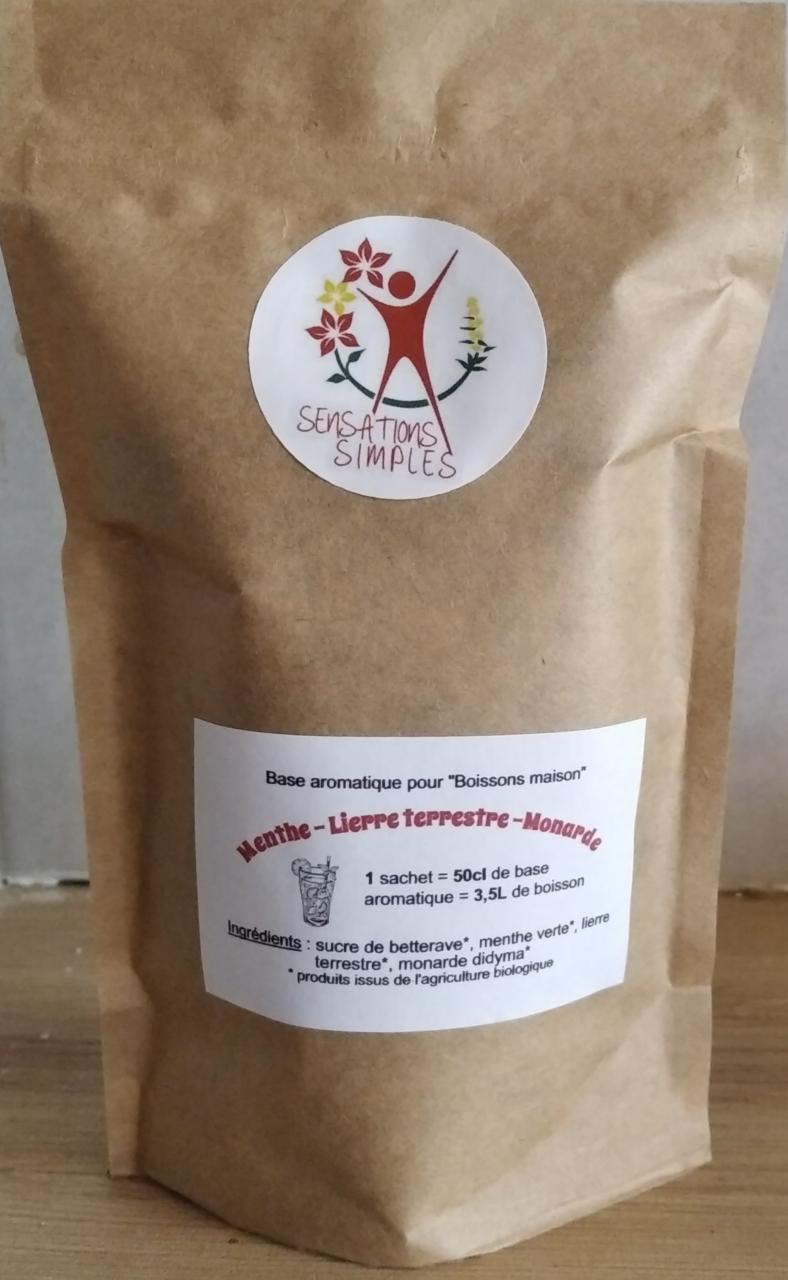 SENSATIONS
SIMPLES
Base aromatique pour "Boissons maison"
Menthe - Lierre terrestre - Monarde
1 sachet = 50cl de base
aromatique = 3,5L de boisson
Ingrédients : sucre de betterave*, menthe verte*, lierre
terrestre*, monarde didyma*
* produits issus de l'agriculture biologique